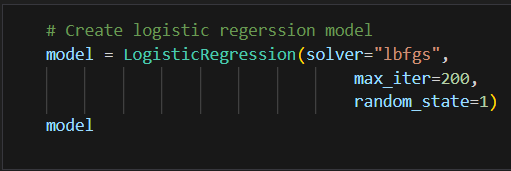 # Create logistic regerssion model
model = LogisticRegression(solver="lbfgs",
max_iter=200,
random_state=1)
model